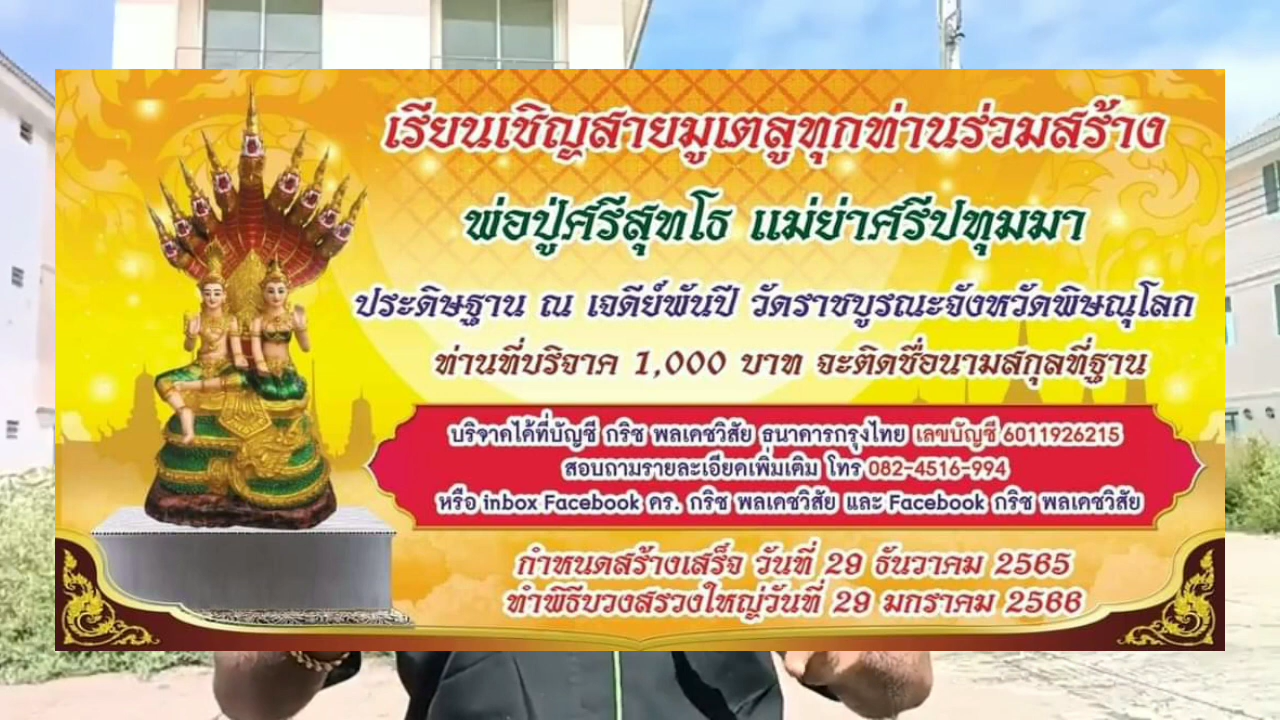 เรียนเชิญสายมูเตลูทุกท่านร่วมสร้าง
พ่อปู่ศรีสุทโธ แม่ย่าศรีปทุมมา
ประดิษฐาน ณ เจดีย์พันปี วัดราชบูรณะจังหวัดพิษณุโลก
ท่านที่บริจาค 1,000 บาท จะติดชื่อนามสกุลที่ฐาน
บริจาคได้ที่บัญชี กริช พลเดชวิสัย ธนาคารกรุงไทย เลขบัญชี 6011926215
สอบถามรายละเอียดเพิ่มเติม โทร 082-4516-994
หรือ inbox Facebook ดร. กริช พลเดชวิสัย และ Facebook กริช พลเดชวิสัย
กำหนดสร้างเสร็จ วันที่ 29 ธันวาคม 2565
ทำพิธีบวงสรวงใหญ่วันที่ 29 มกราคม 2566